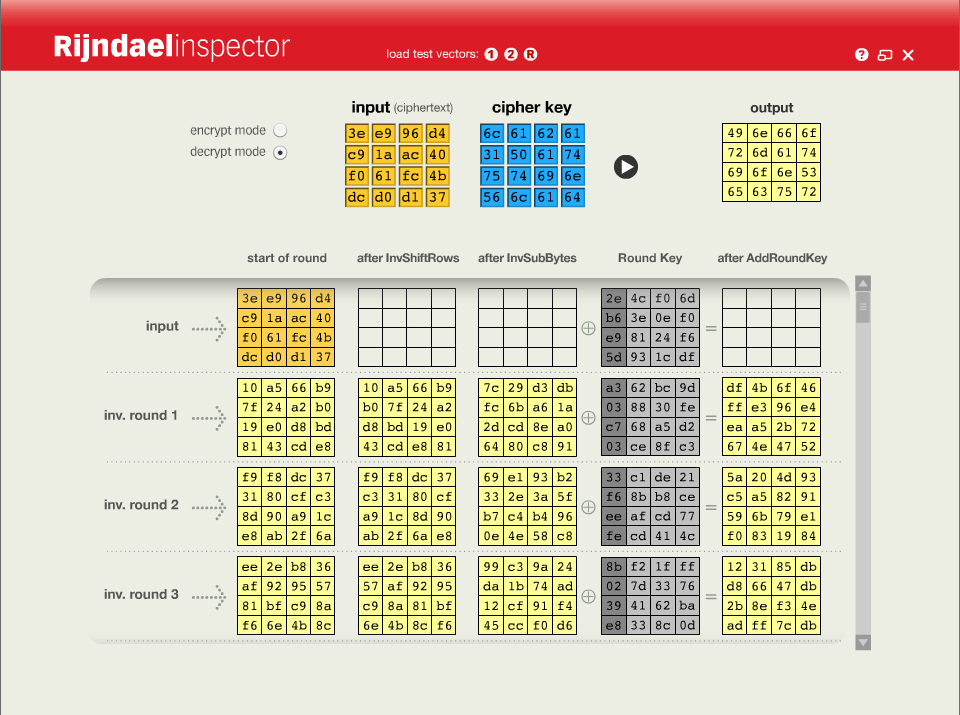 Rijndaelinspector
load test vectors: 1 2 R
? 
input (ciphertext) cipher key output
encrypt mode
decrypt mode
3e e9 96 d4 6c 61 62 61 49 6e 66 6f
c9 1a ac 40 31 50 61 74 72 6d 61 74
f0 61 fc 4b 75 74 69 6e 69 6f 6e 53
dc d0 d1 37 56 6c 61 64 65 63 75 72
start of round after InvShiftRows after InvSubBytes Round Key after AddRoundKey
input
3e e9 96 d4 2e 4c f0 6d
c9 1a ac 40 b6 3e 0e f0
f0 61 fc 4b e9 81 24 f6
dc d0 d1 37 5d 93 1c df
⊕ =
inv. round 1
10 a5 66 b9 10 a5 66 b9 7c 29 d3 db a3 62 bc 9d df 4b 6f 46
7f 24 a2 b0 b0 7f 24 a2 fc 6b a6 1a 03 88 30 fe ff e3 96 e4
19 e0 d8 bd d8 bd 19 e0 2d cd 8e a0 c7 68 a5 d2 ea a5 2b 72
81 43 cd e8 43 cd e8 81 64 80 c8 91 03 ce 8f c3 67 4e 47 52
⊕ =
inv. round 2
f9 f8 dc 37 f9 f8 dc 37 69 e1 93 b2 33 c1 de 21 5a 20 4d 93
31 80 cf c3 c3 31 80 cf 33 2e 3a 5f f6 8b b8 ce c5 a5 82 91
8d 90 a9 1c a9 1c 8d 90 b7 c4 b4 96 ee af cd 77 59 6b 79 e1
e8 ab 2f 6a ab 2f 6a e8 0e 4e 58 c8 fe cd 41 4c f0 83 19 84
⊕ =
inv. round 3
ee 2e b8 36 ee 2e b8 36 99 c3 9a 24 8b f2 1f ff 12 31 85 db
af 92 95 57 57 af 92 95 da 1b 74 ad 02 7d 33 76 d8 66 47 db
81 bf c9 8a c9 8a 81 bf 12 cf 91 f4 39 41 62 ba 2b 8e f3 4e
f6 6e 4b 8c 6e 4b 8c f6 45 cc f0 d6 e8 33 8c 0d ad ff 7c db
⊕ =